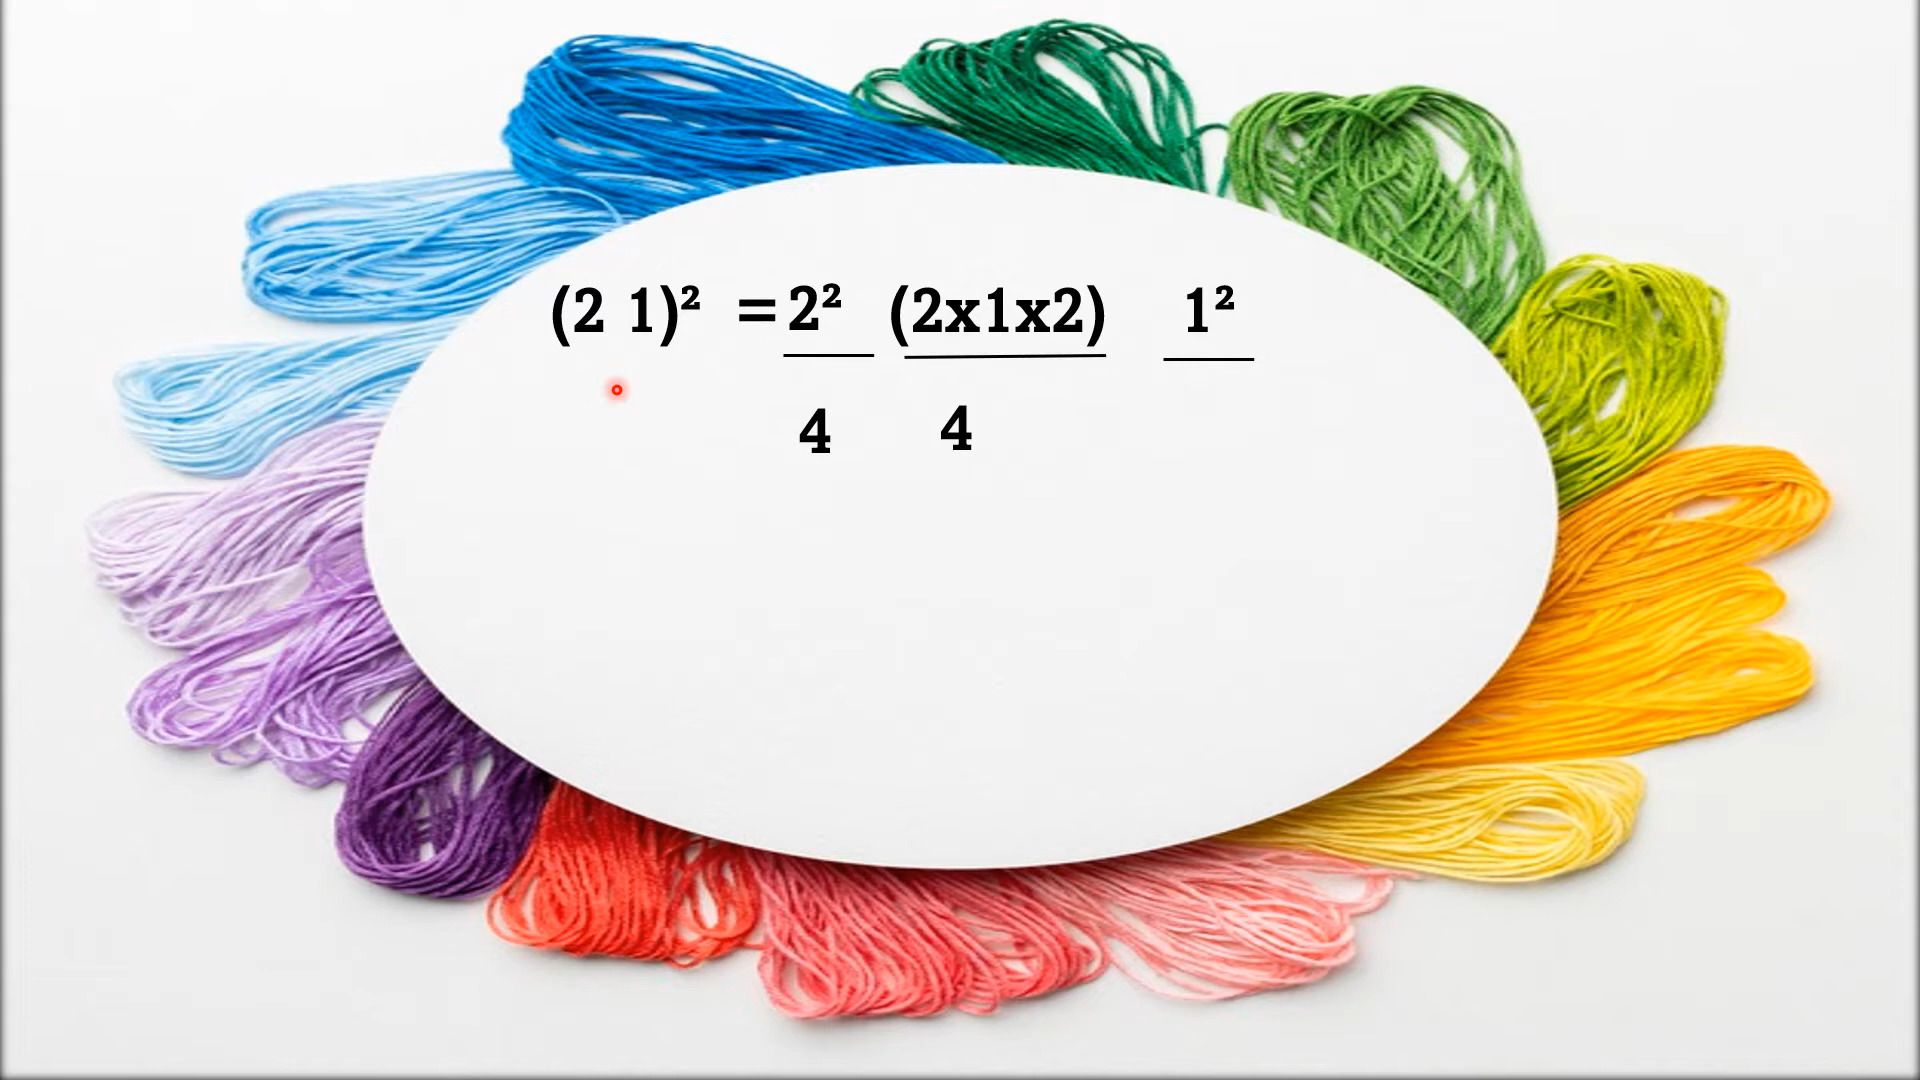 (2 1)² = 2² (2x1x2) 1²
4 4